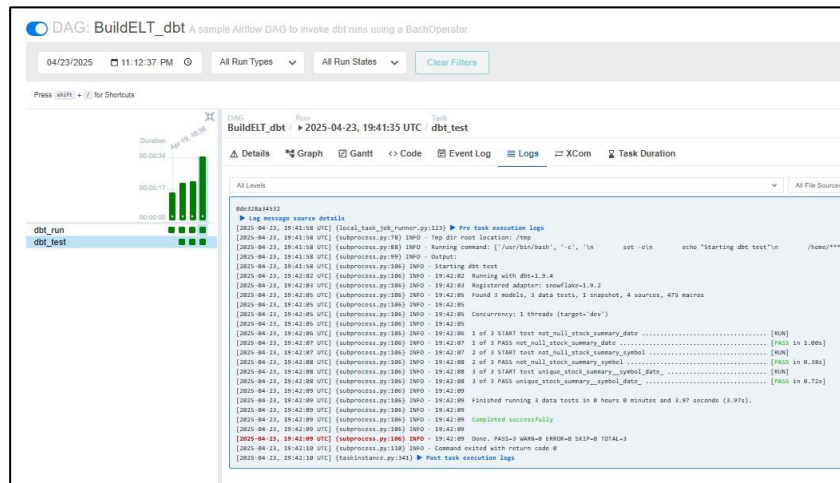 DAG: BuildELT_dbt A sample Airflow DAG to invoke dbt runs using a BashOperator
04/23/2025 11:12:37 PM
All Run Types
All Run States
Clear Filters
Press shift + / for Shortcuts
Duration
Apr 19, 18:36
00:00:34
00:00:17
00:00:00
dbt_run
dbt_test
DAG
BuildELT_dbt
/
Run
2025-04-23, 19:41:35 UTC
/
Task
dbt_test
Details Graph Gantt <> Code Event Log Logs XCom Task Duration
All Levels
All File Sources
0de328a34532
▶ Log message source details
[2025-04-23, 19:41:58 UTC] {local_task_job_runner.py:123} ▶ Pre task execution logs
[2025-04-23, 19:41:58 UTC] {subprocess.py:78} INFO - Tmp dir root location: /tmp
[2025-04-23, 19:41:58 UTC] {subprocess.py:88} INFO - Running command: ['/usr/bin/bash', '-c', '\n set -e\n echo "Starting dbt test"\n /home/***
[2025-04-23, 19:41:58 UTC] {subprocess.py:99} INFO - Output:
[2025-04-23, 19:41:58 UTC] {subprocess.py:106} INFO - Starting dbt test
[2025-04-23, 19:42:02 UTC] {subprocess.py:106} INFO - 19:42:02 Running with dbt=1.9.4
[2025-04-23, 19:42:03 UTC] {subprocess.py:106} INFO - 19:42:03 Registered adapter: snowflake=1.9.2
[2025-04-23, 19:42:05 UTC] {subprocess.py:106} INFO - 19:42:05 Found 3 models, 3 data tests, 1 snapshot, 4 sources, 475 macros
[2025-04-23, 19:42:05 UTC] {subprocess.py:106} INFO - 19:42:05
[2025-04-23, 19:42:05 UTC] {subprocess.py:106} INFO - 19:42:05 Concurrency: 1 threads (target='dev')
[2025-04-23, 19:42:05 UTC] {subprocess.py:106} INFO - 19:42:05
[2025-04-23, 19:42:06 UTC] {subprocess.py:106} INFO - 19:42:06 1 of 3 START test not_null_stock_summary_date ................................... [RUN]
[2025-04-23, 19:42:07 UTC] {subprocess.py:106} INFO - 19:42:07 1 of 3 PASS not_null_stock_summary_date ......................................... [PASS in 1.00s]
[2025-04-23, 19:42:07 UTC] {subprocess.py:106} INFO - 19:42:07 2 of 3 START test not_null_stock_summary_symbol ................................. [RUN]
[2025-04-23, 19:42:08 UTC] {subprocess.py:106} INFO - 19:42:08 2 of 3 PASS not_null_stock_summary_symbol ....................................... [PASS in 0.38s]
[2025-04-23, 19:42:08 UTC] {subprocess.py:106} INFO - 19:42:08 3 of 3 START test unique_stock_summary__symbol_date_ ............................ [RUN]
[2025-04-23, 19:42:08 UTC] {subprocess.py:106} INFO - 19:42:08 3 of 3 PASS unique_stock_summary__symbol_date_ .................................. [PASS in 0.72s]
[2025-04-23, 19:42:09 UTC] {subprocess.py:106} INFO - 19:42:09
[2025-04-23, 19:42:09 UTC] {subprocess.py:106} INFO - 19:42:09 Finished running 3 data tests in 0 hours 0 minutes and 3.97 seconds (3.97s).
[2025-04-23, 19:42:09 UTC] {subprocess.py:106} INFO - 19:42:09
[2025-04-23, 19:42:09 UTC] {subprocess.py:106} INFO - 19:42:09 Completed successfully
[2025-04-23, 19:42:09 UTC] {subprocess.py:106} INFO - 19:42:09
[2025-04-23, 19:42:09 UTC] {subprocess.py:106} INFO - 19:42:09 Done. PASS=3 WARN=0 ERROR=0 SKIP=0 TOTAL=3
[2025-04-23, 19:42:10 UTC] {subprocess.py:110} INFO - Command exited with return code 0
[2025-04-23, 19:42:10 UTC] {taskinstance.py:341} ▶ Post task execution logs